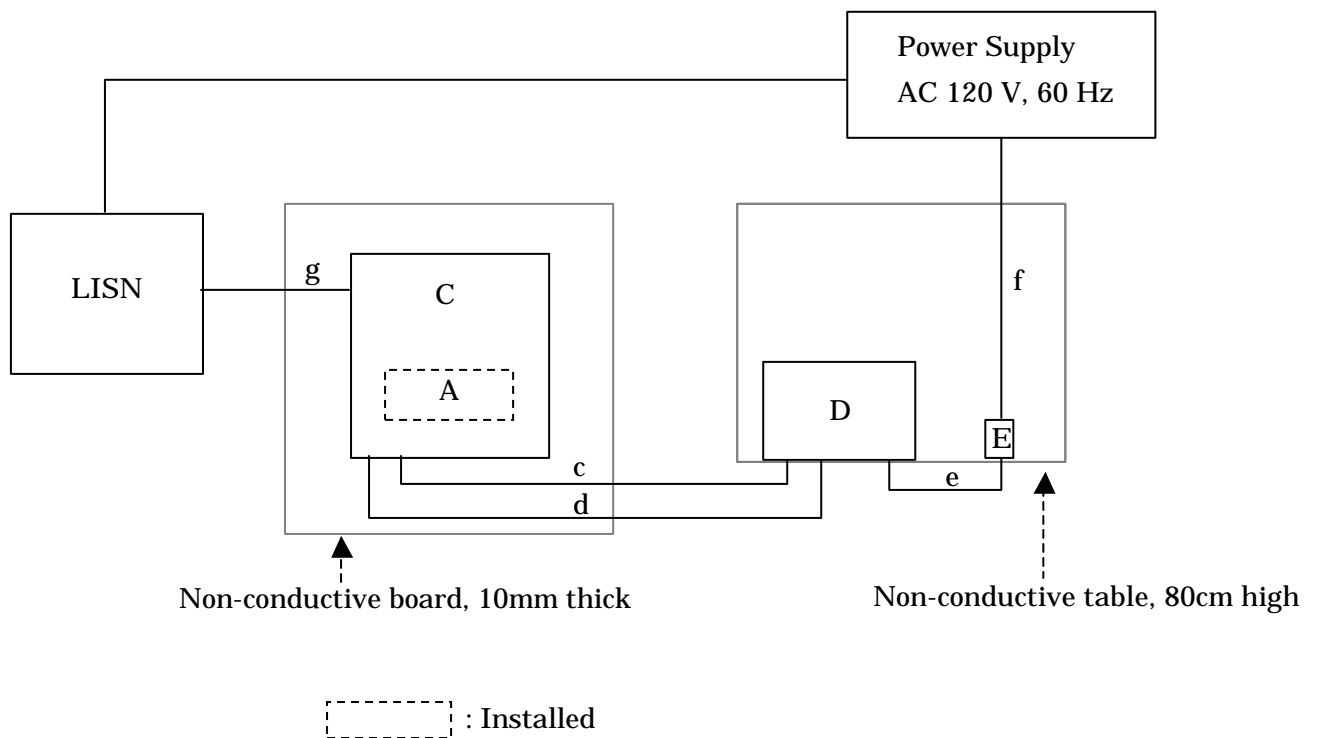 Power Supply
AC 120 V, 60 Hz
LISN
g
C
f
A
D
E
c
e
d
Non-conductive board, 10mm thick
Non-conductive table, 80cm high
: Installed